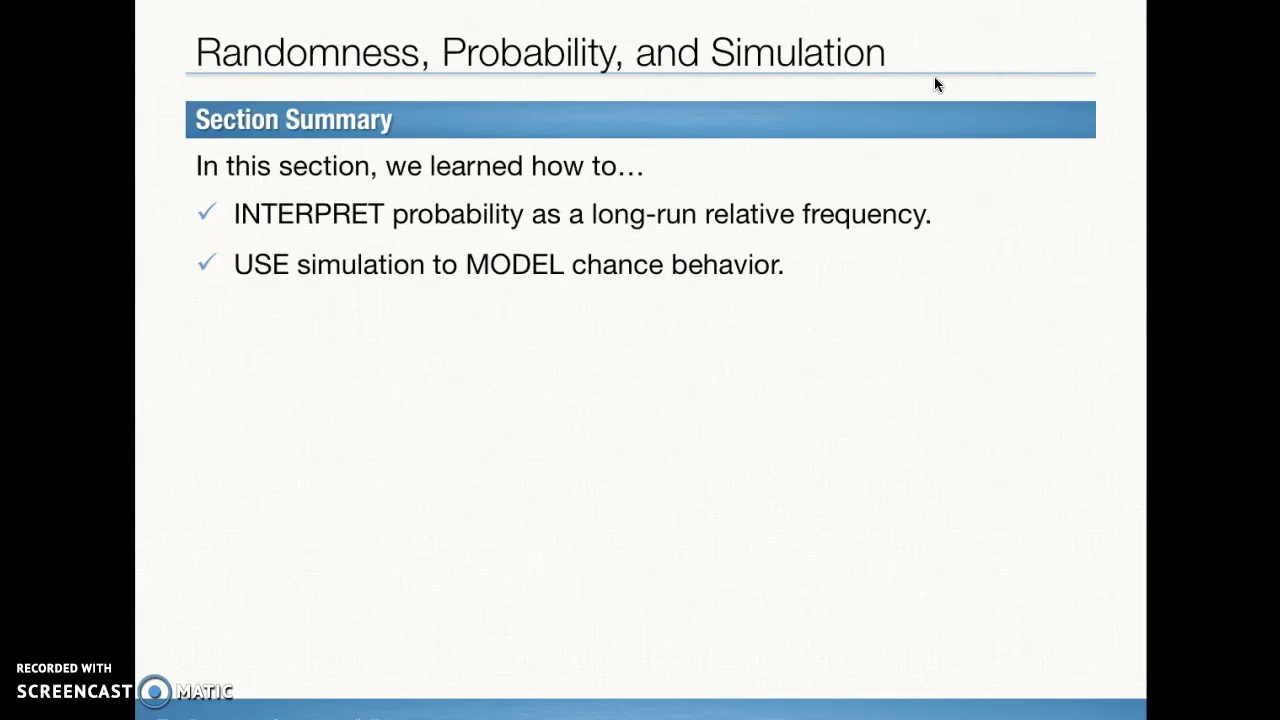 Randomness, Probability, and Simulation
Section Summary
In this section, we learned how to…
✓ INTERPRET probability as a long-run relative frequency.
✓ USE simulation to MODEL chance behavior.
RECORDED WITH
SCREENCAST MATIC